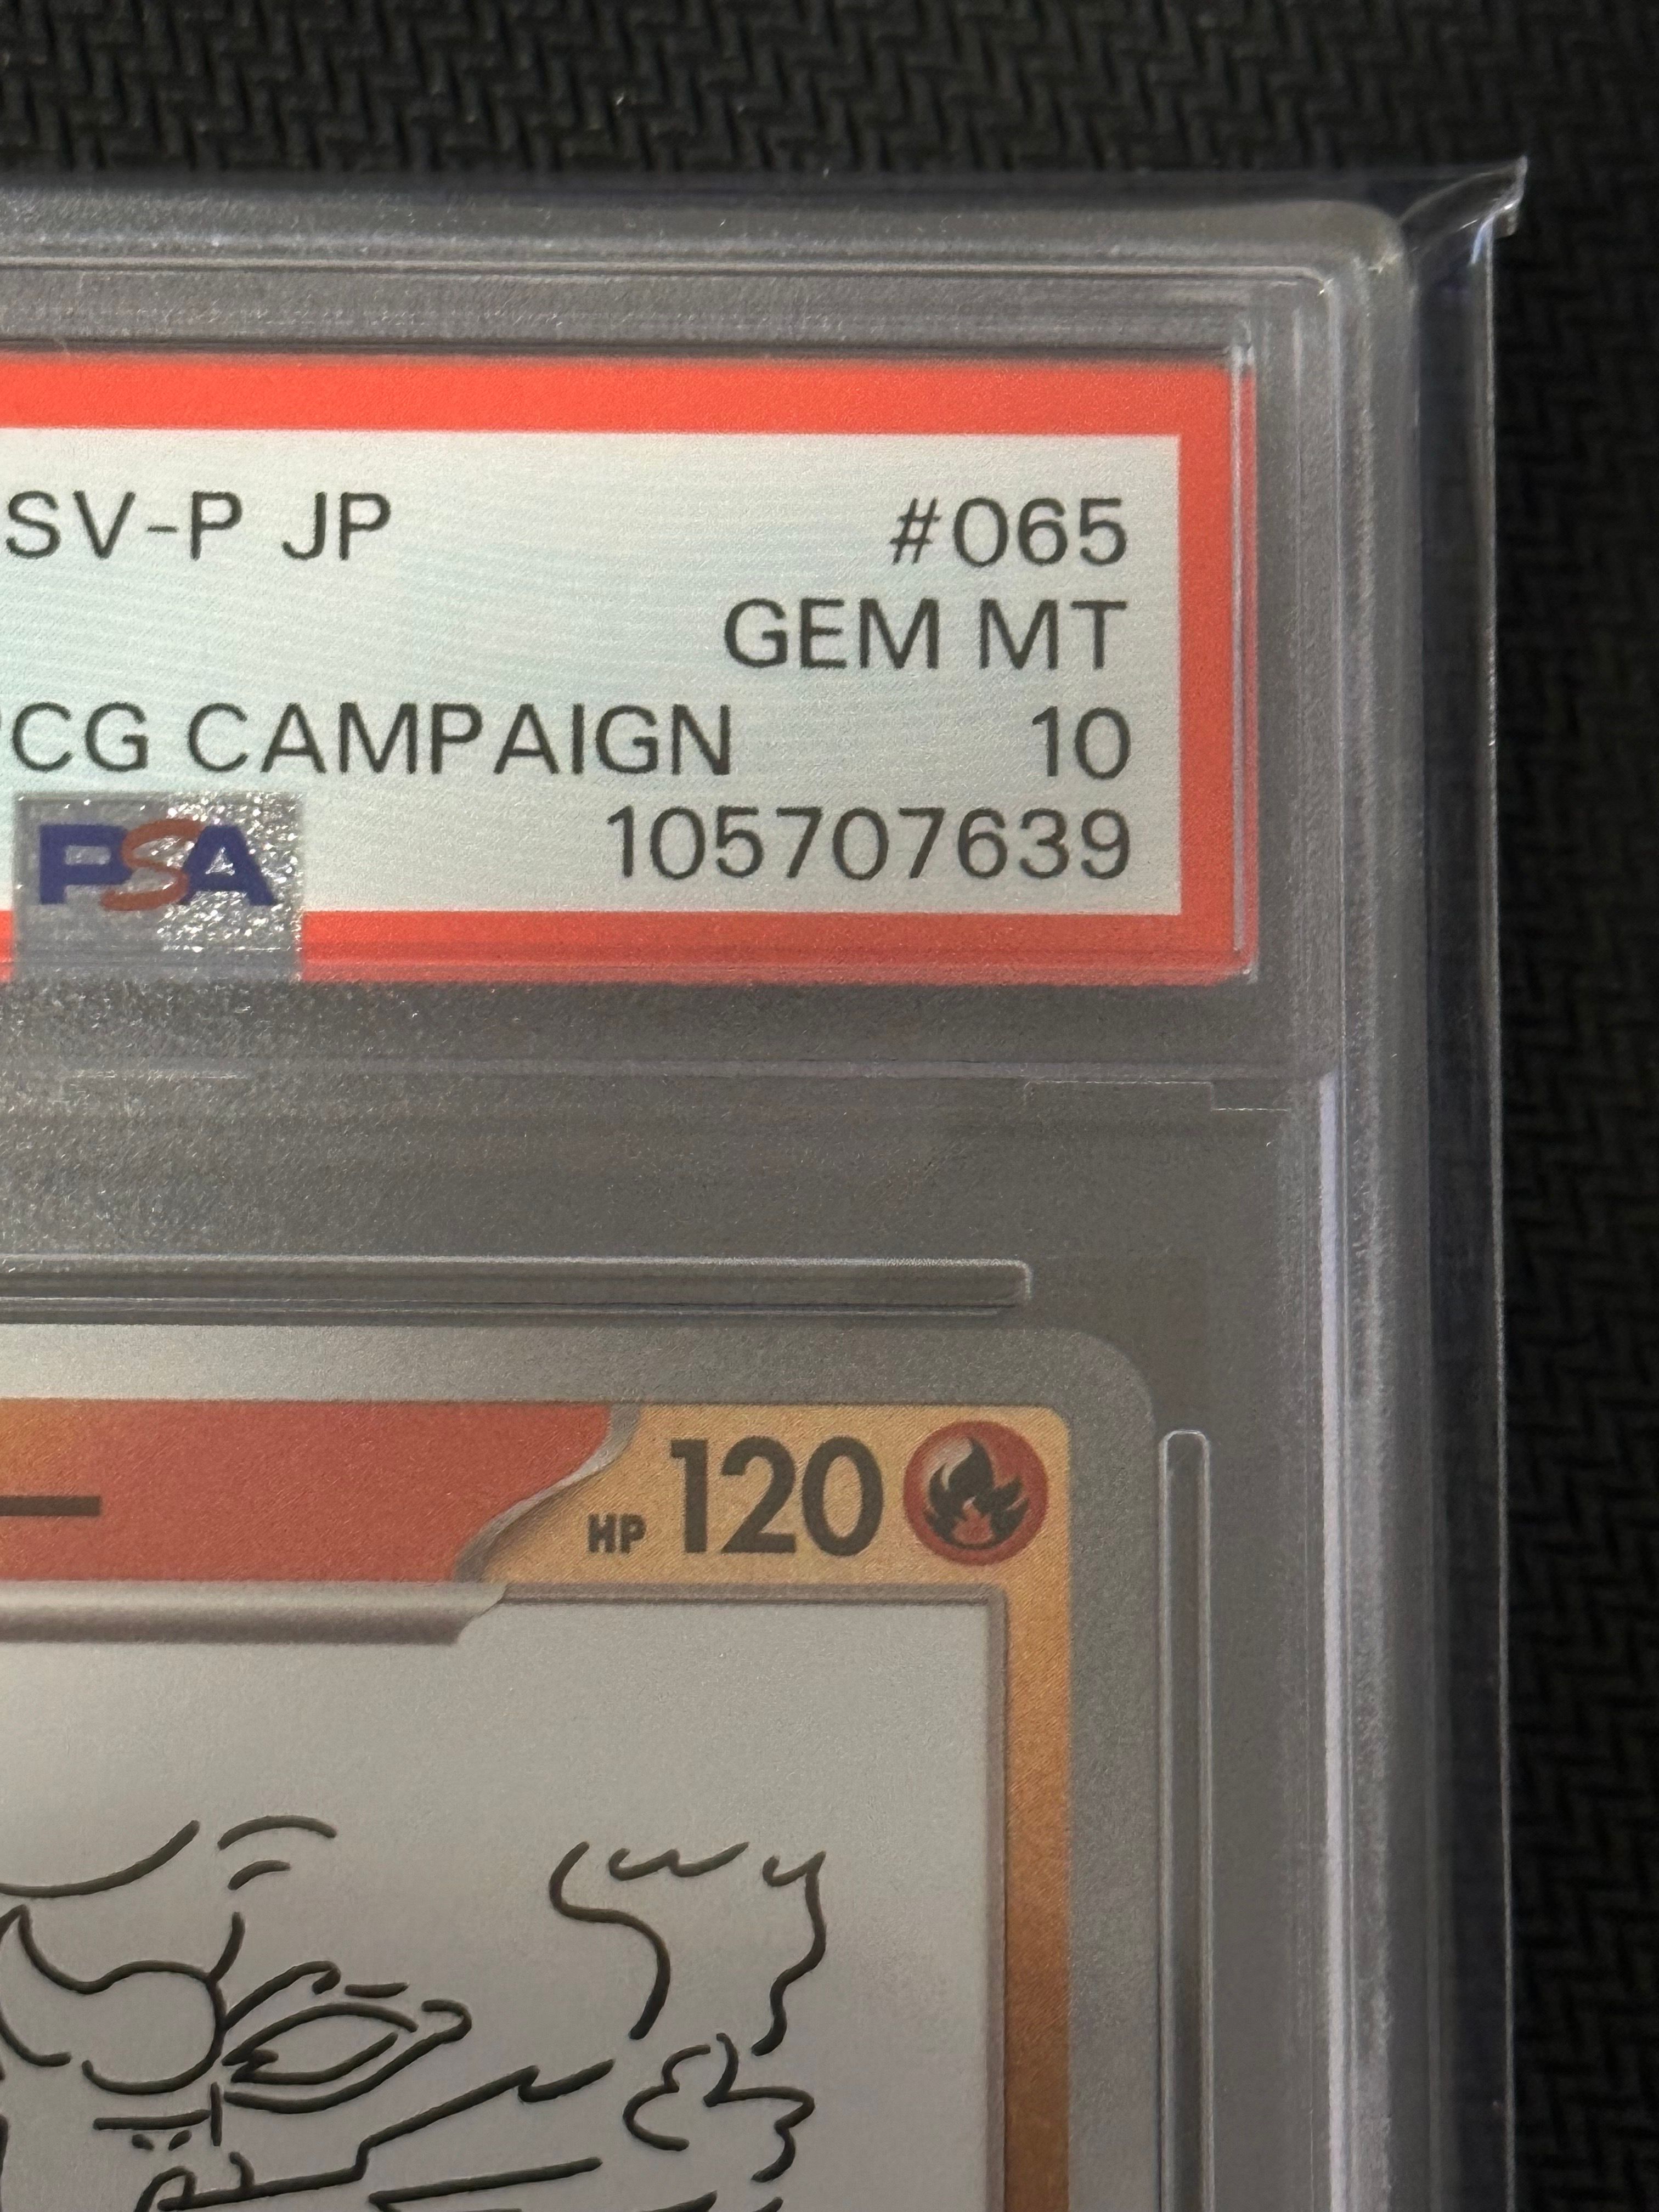 SV-P JP #065
GEM MT
CG CAMPAIGN 10
PSA 105707639
HP 120